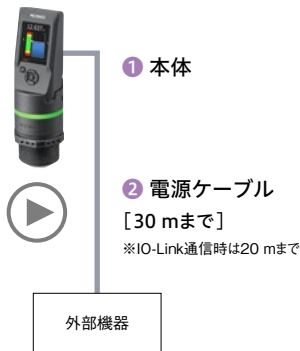 KEYENCE
❶ 本体
❷ 電源ケーブル
［30 mまで］
※IO-Link通信時は20 mまで
外部機器